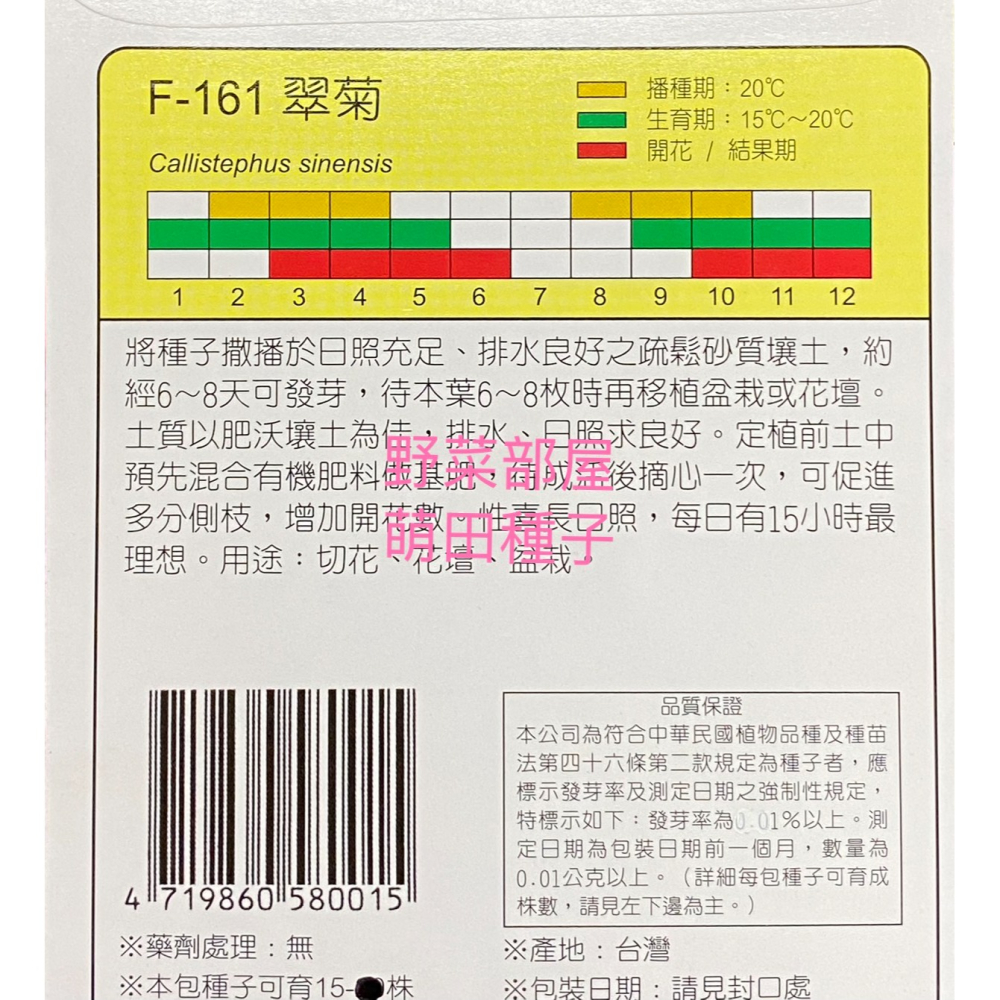 F-161 翠菊
Callistephus sinensis
播種期：20℃
生育期：15℃～20℃
開花 / 結果期
1 2 3 4 5 6 7 8 9 10 11 12
將種子撒播於日照充足、排水良好之疏鬆砂質壤土，約
經6～8天可發芽，待本葉6～8枚時再移植盆栽或花壇。
土質以肥沃壤土為佳，排水、日照求良好。定植前土中
預先混合有機肥料做基肥，待成活後摘心一次，可促進
多分側枝，增加開花數。性喜長日照，每日有15小時最
理想。用途：切花、花壇、盆栽。
野菜部屋
萌田種子
4 719860 580015
品質保證
本公司為符合中華民國植物品種及種苗
法第四十六條第二款規定為種子者，應
標示發芽率及測定日期之強制性規定，
特標示如下：發芽率為0.01%以上。測
定日期為包裝日期前一個月，數量為
0.01公克以上。（詳細每包種子可育成
株數，請見左下邊為主。）
※藥劑處理：無
※本包種子可育15-0株
※產地：台灣
※包裝日期：請見封口處